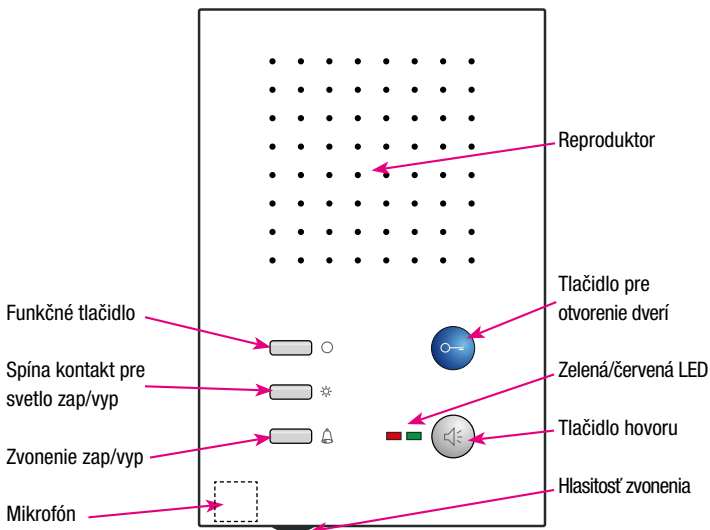 Reproduktor
Tlačidlo pre
otvorenie dverí
Funkčné tlačidlo
Spína kontakt pre
svetlo zap/vyp
Zelená/červená LED
Tlačidlo hovoru
Zvonenie zap/vyp
Hlasitosť zvonenia
Mikrofón